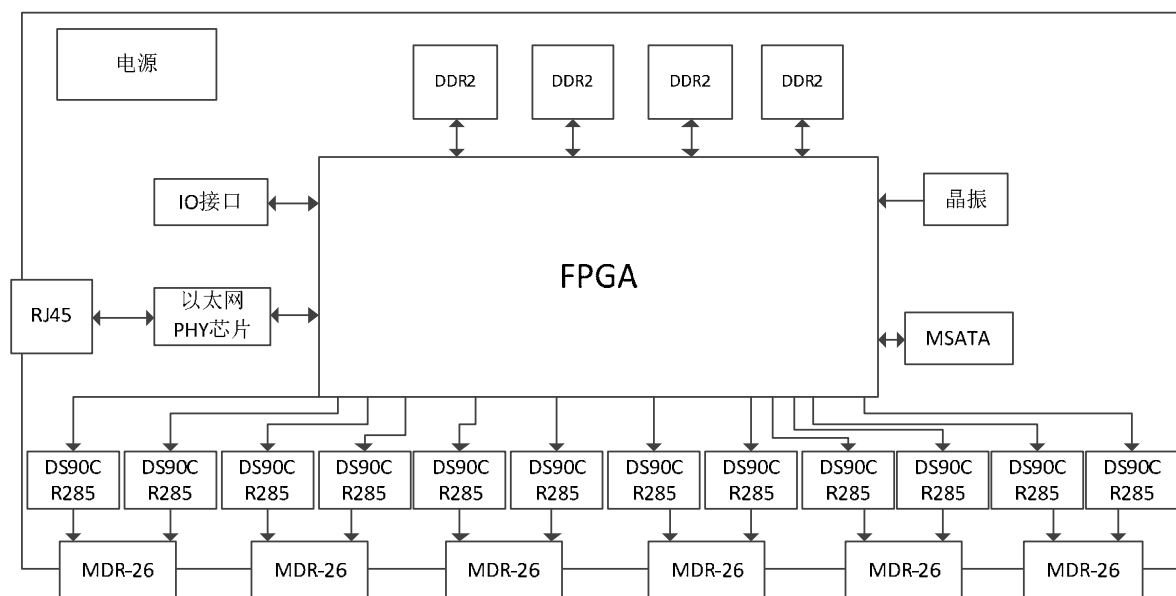 电源
DDR2
DDR2
DDR2
DDR2
IO接口
晶振
FPGA
RJ45
以太网
PHY芯片
MSATA
DS90C
R285
DS90C
R285
DS90C
R285
DS90C
R285
DS90C
R285
DS90C
R285
DS90C
R285
DS90C
R285
DS90C
R285
DS90C
R285
DS90C
R285
DS90C
R285
MDR-26
MDR-26
MDR-26
MDR-26
MDR-26
MDR-26